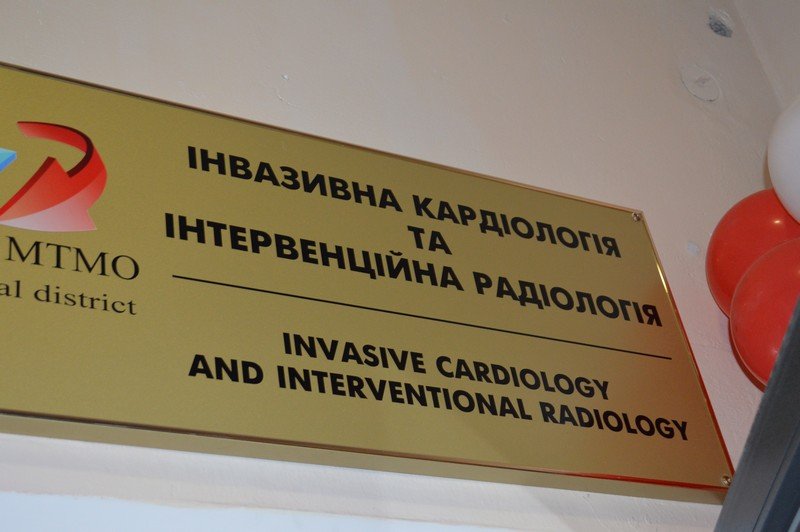 МТМО
al district
ІНВАЗИВНА КАРДІОЛОГІЯ
ТА
ІНТЕРВЕНЦІЙНА РАДІОЛОГІЯ
INVASIVE CARDIOLOGY
AND INTERVENTIONAL RADIOLOGY